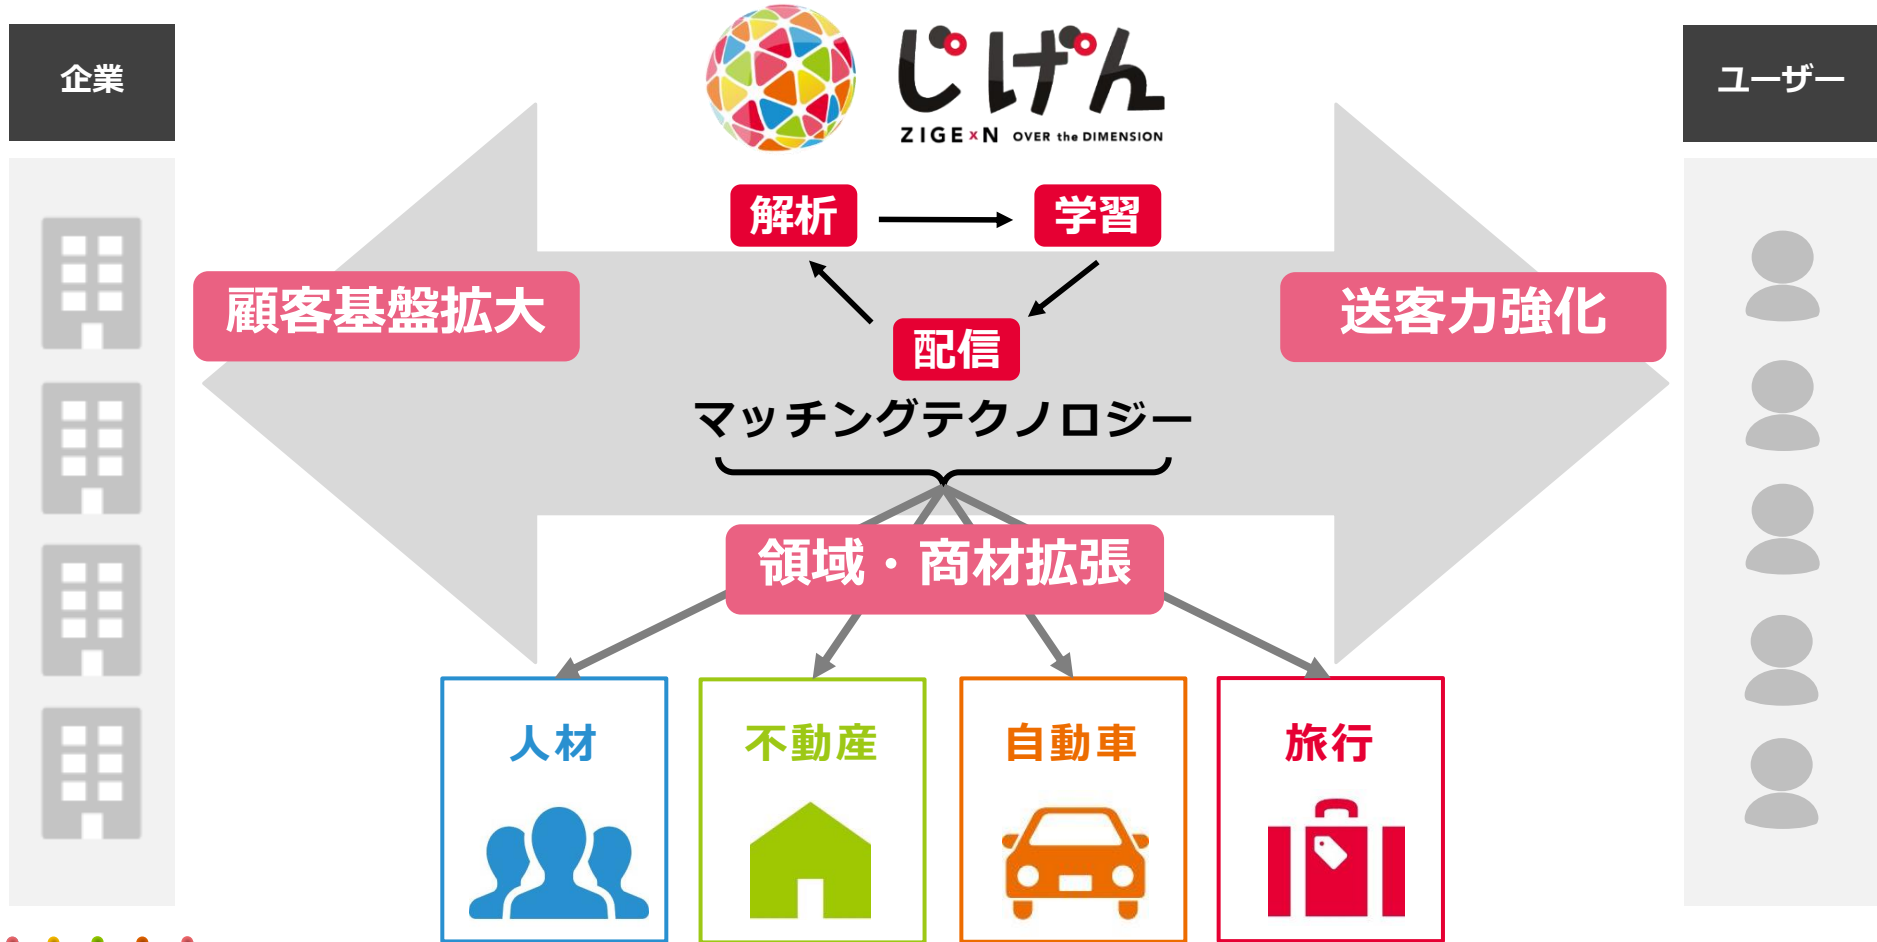 企業
じげん
ZIGExN OVER the DIMENSION
ユーザー
解析
学習
顧客基盤拡大
送客力強化
配信
マッチングテクノロジー
領域・商材拡張
人材
不動産
自動車
旅行